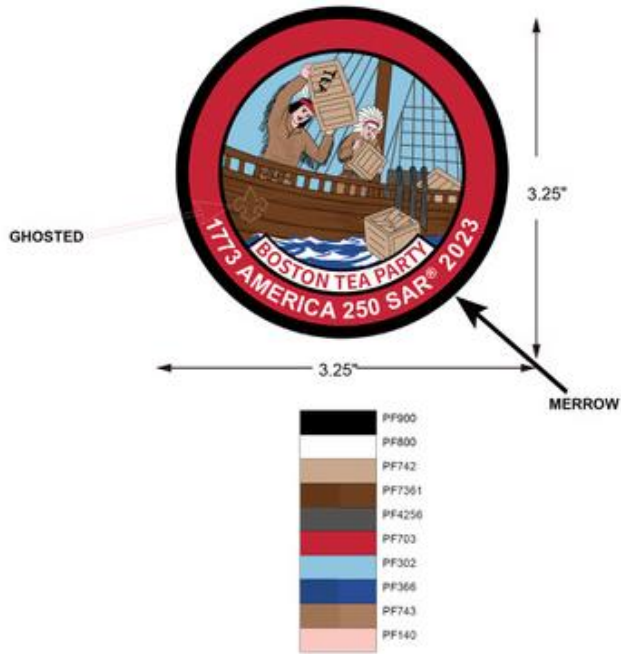 TEA
3.25"
GHOSTED
BOSTON TEA PARTY
1773 AMERICA 250 SAR® 2023
3.25"
MERROW
PF900
PF800
PF742
PF7361
PF4256
PF703
PF302
PF366
PF743
PF140